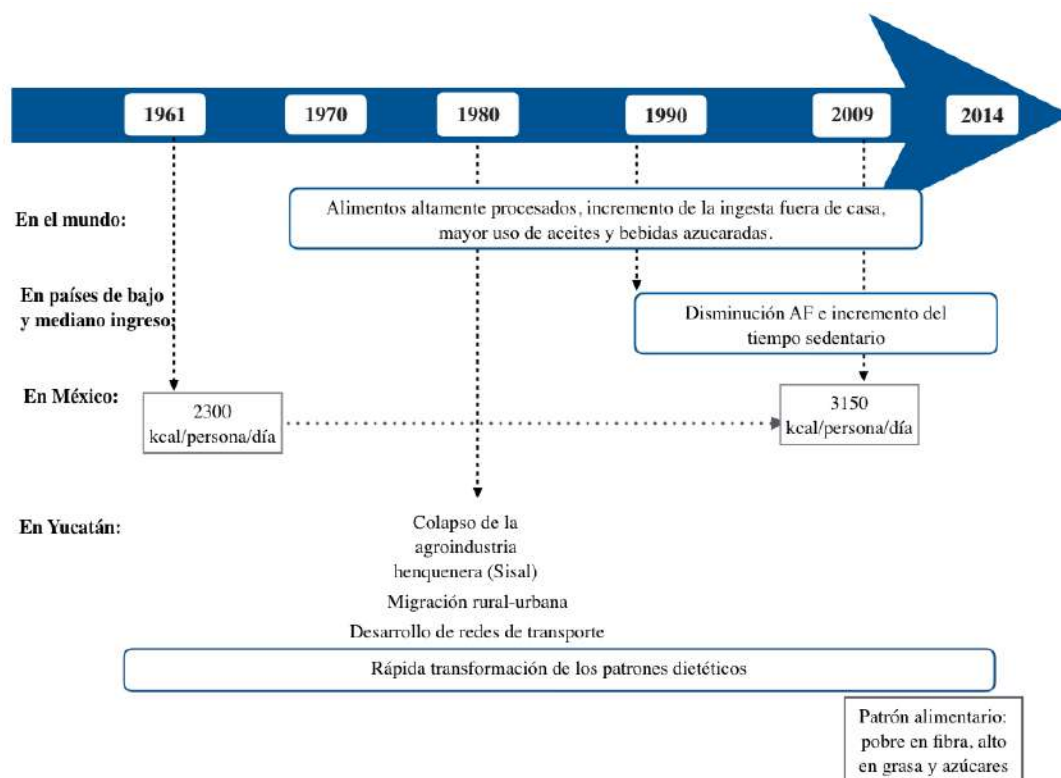 1961
1970
1980
1990
2009
2014
En el mundo:
Alimentos altamente procesados, incremento de la ingesta fuera de casa,
mayor uso de aceites y bebidas azucaradas.
En países de bajo
y mediano ingreso:
Disminución AF e incremento del
tiempo sedentario
En México:
2300
kcal/persona/día
3150
kcal/persona/día
En Yucatán:
Colapso de la
agroindustria
henquenera (Sisal)
Migración rural-urbana
Desarrollo de redes de transporte
Rápida transformación de los patrones dietéticos
Patrón alimentario:
pobre en fibra, alto
en grasa y azúcares